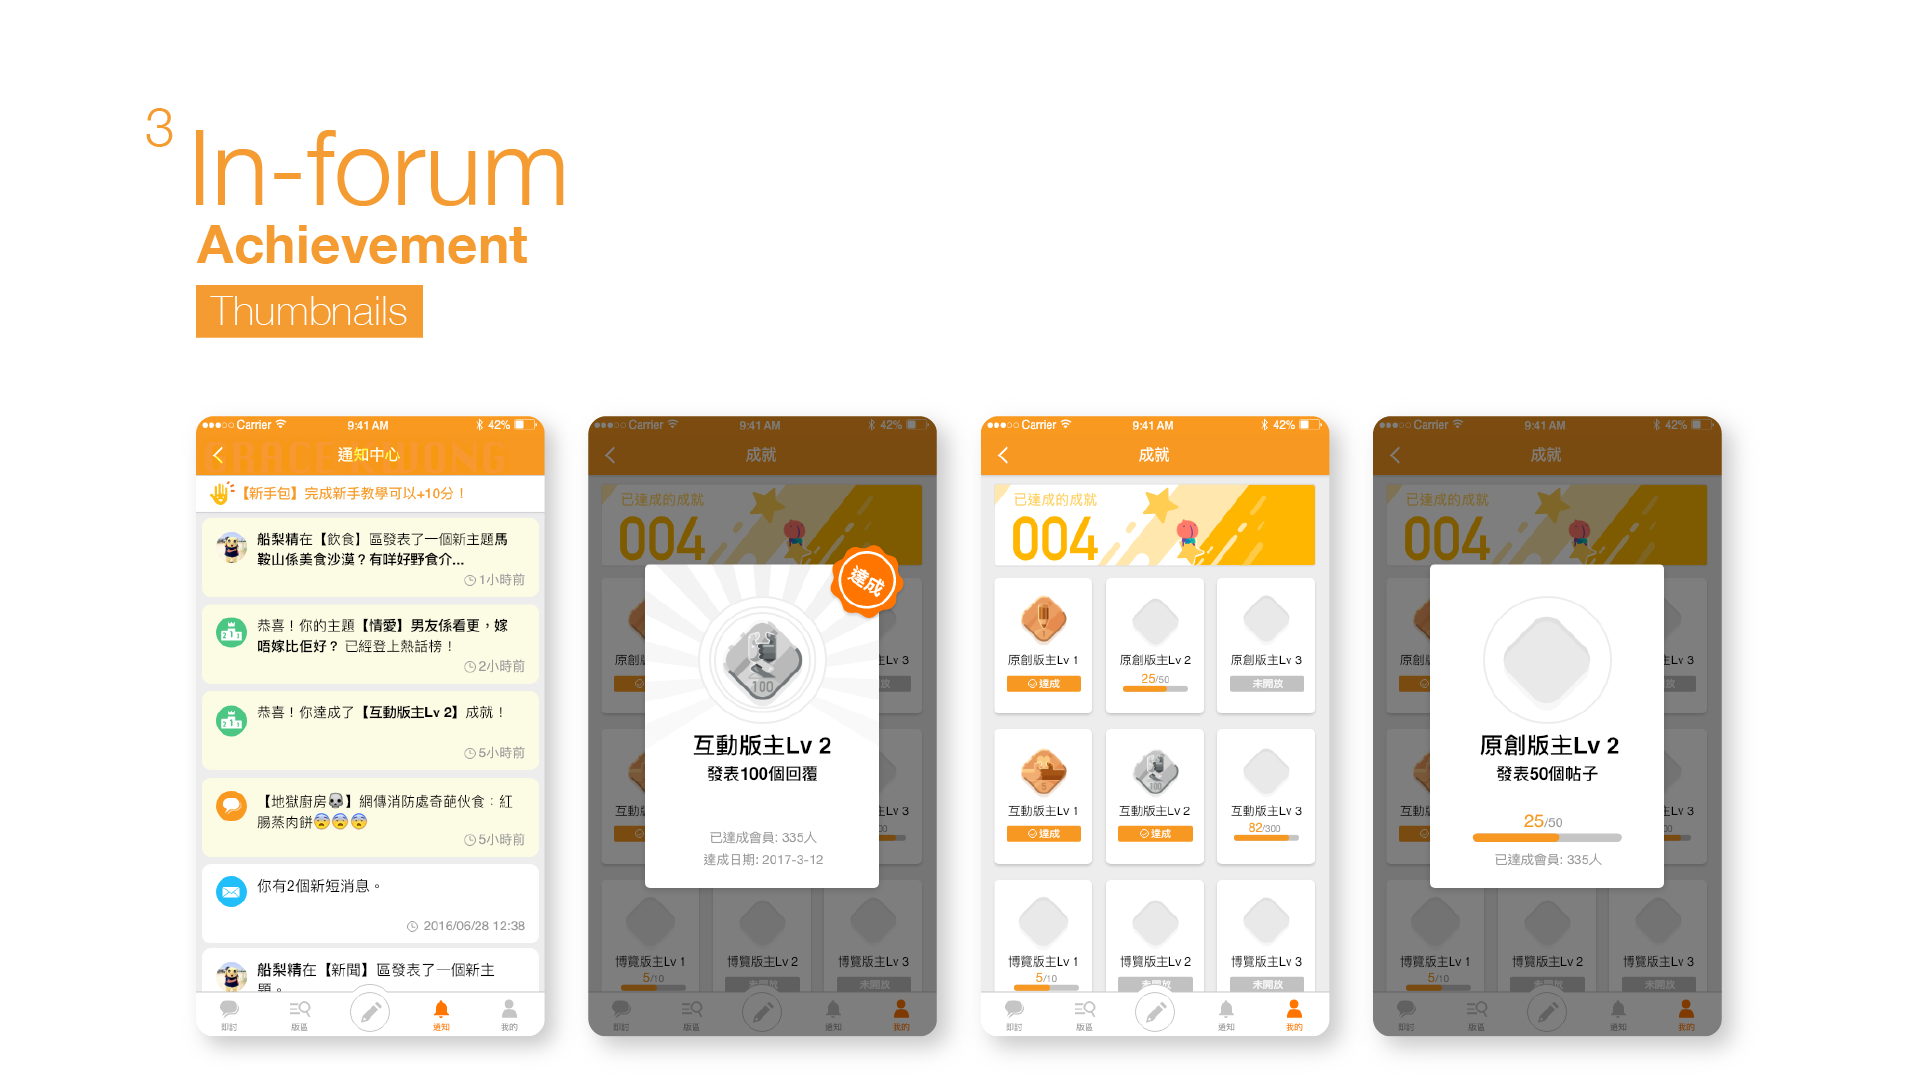 3
In-forum
Achievement
Thumbnails
Carrier
9:41 AM
42%
通知中心
【新手包】完成新手教學可以+10分！
船梨精在【飲食】區發表了一個新主題馬
鞍山係美食沙漠？有咩好野食介...
1小時前
恭喜！你的主題【情愛】男友係看更，嫁
唔嫁比佢好？ 已經登上熱話榜！
2小時前
恭喜！你達成了【互動版主Lv 2】成就！
5小時前
【地獄廚房💀】網傳消防處奇葩伙食：紅
腸蒸肉餅😨😨😨
5小時前
你有2個新短消息。
2016/06/28 12:38
船梨精在【新聞】區發表了一個新主
題。
即討
版區
通知
我的
Carrier
9:41 AM
42%
成就
已達成的成就
004
達成
100
互動版主Lv 2
發表100個回覆
已達成會員: 335人
達成日期: 2017-3-12
博覽版主Lv 1
博覽版主Lv 2
博覽版主Lv 3
5/10
未開放
未開放
即討
版區
通知
我的
Carrier
9:41 AM
42%
成就
已達成的成就
004
原創版主Lv 1
原創版主Lv 2
原創版主Lv 3
達成
25/50
未開放
互動版主Lv 1
互動版主Lv 2
互動版主Lv 3
達成
達成
82/300
博覽版主Lv 1
博覽版主Lv 2
博覽版主Lv 3
5/10
未開放
未開放
即討
版區
通知
我的
Carrier
9:41 AM
42%
成就
已達成的成就
004
原創版主Lv 2
發表50個帖子
25/50
已達成會員: 335人
博覽版主Lv 1
博覽版主Lv 2
博覽版主Lv 3
5/10
未開放
未開放
即討
版區
通知
我的